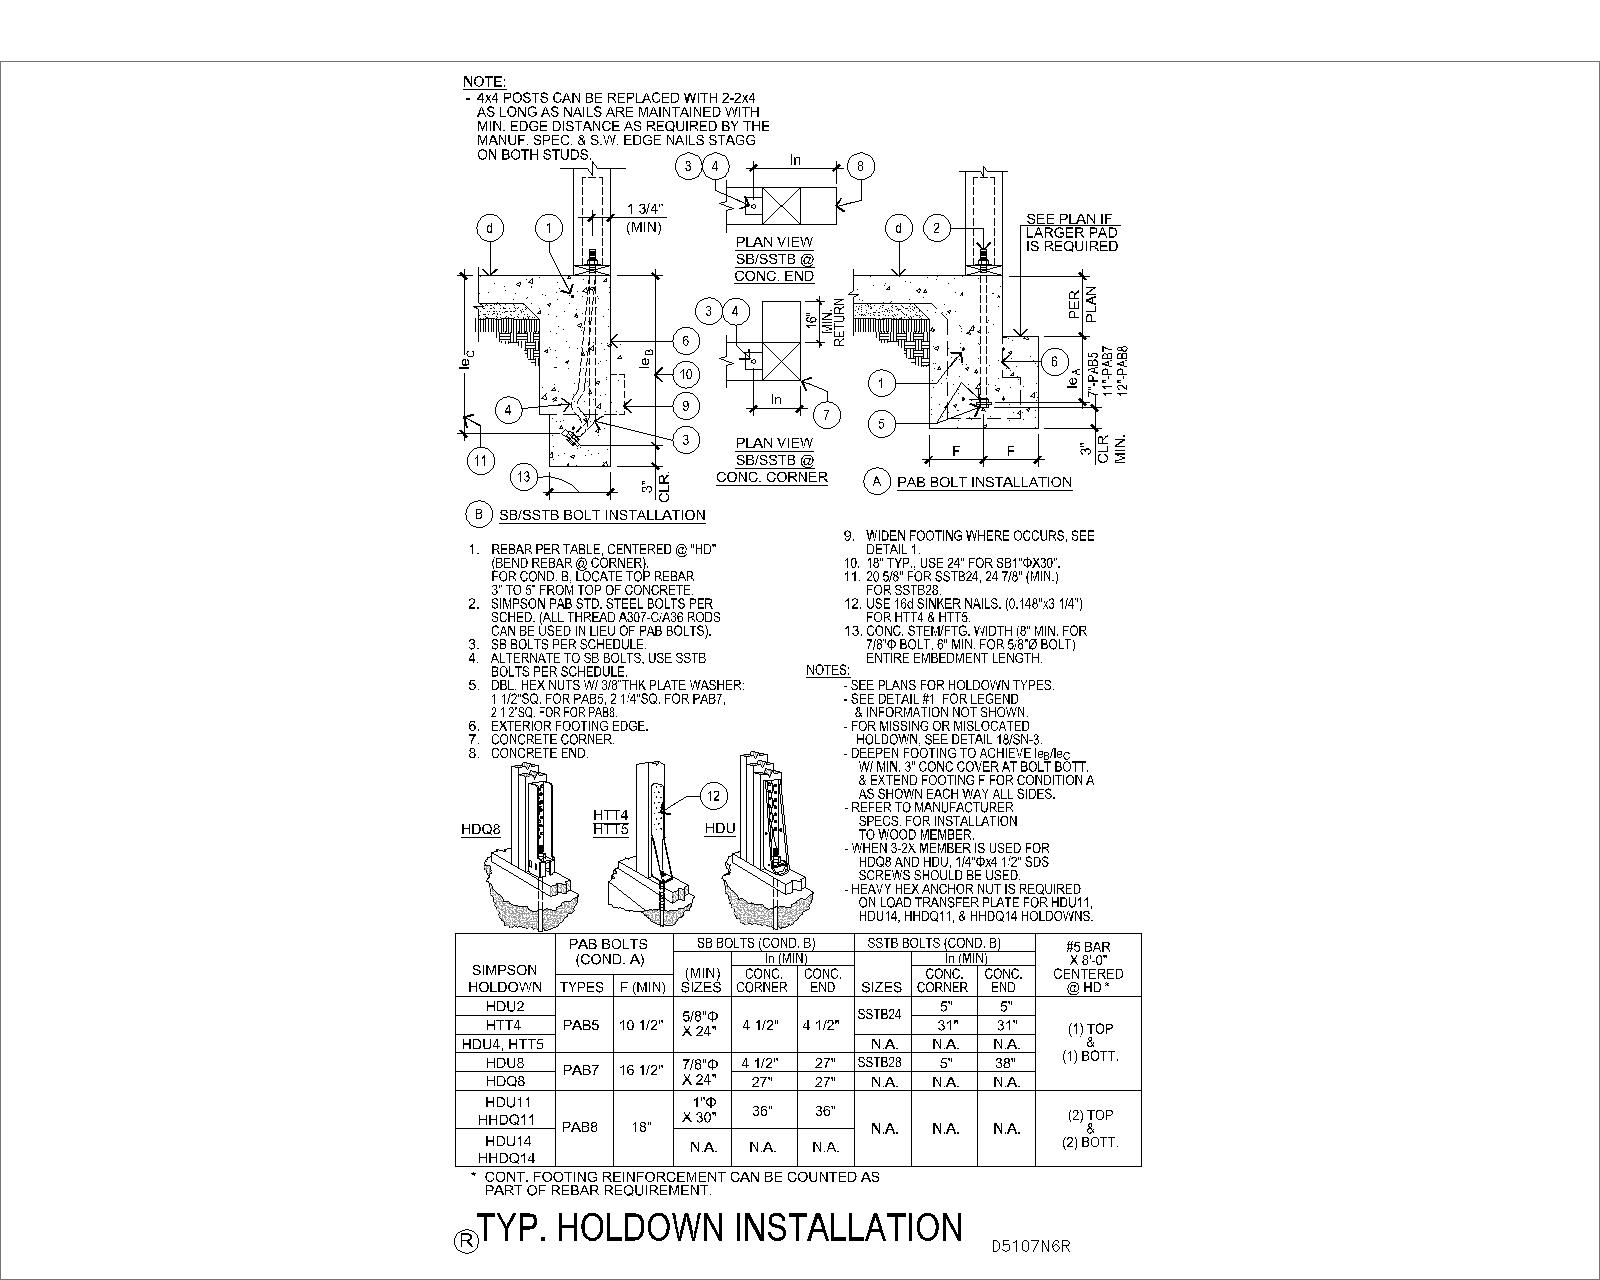 NOTE:
- 4x4 POSTS CAN BE REPLACED WITH 2-2x4
AS LONG AS NAILS ARE MAINTAINED WITH
MIN. EDGE DISTANCE AS REQUIRED BY THE
MANUF. SPEC. & S.W. EDGE NAILS STAGG
ON BOTH STUDS.
1 3/4"
(MIN)
d
1
leC
leB
6
10
9
3
4
11
13
3"
CLR.
B SB/SSTB BOLT INSTALLATION
3 4 ln 8
PLAN VIEW
SB/SSTB @
CONC. END
3 4
16"
MIN.
RETURN
ln
7
PLAN VIEW
SB/SSTB @
CONC. CORNER
d
2
SEE PLAN IF
LARGER PAD
IS REQUIRED
PER
PLAN
6
1
5
leA
7"-PAB5
11"-PAB7
12"-PAB8
F F
3"
CLR
MIN.
A PAB BOLT INSTALLATION
1. REBAR PER TABLE, CENTERED @ "HD"
(BEND REBAR @ CORNER).
FOR COND. B, LOCATE TOP REBAR
3" TO 5" FROM TOP OF CONCRETE.
2. SIMPSON PAB STD. STEEL BOLTS PER
SCHED. (ALL THREAD A307-C/A36 RODS
CAN BE USED IN LIEU OF PAB BOLTS).
3. SB BOLTS PER SCHEDULE.
4. ALTERNATE TO SB BOLTS, USE SSTB
BOLTS PER SCHEDULE.
5. DBL. HEX NUTS W/ 3/8"THK PLATE WASHER:
1 1/2"SQ. FOR PAB5, 2 1/4"SQ. FOR PAB7,
2 1 2"SQ. FOR FOR PAB8.
6. EXTERIOR FOOTING EDGE.
7. CONCRETE CORNER.
8. CONCRETE END.
9. WIDEN FOOTING WHERE OCCURS, SEE
DETAIL 1.
10. 18" TYP., USE 24" FOR SB1"ΦX30".
11. 20 5/8" FOR SSTB24, 24 7/8" (MIN.)
FOR SSTB28.
12. USE 16d SINKER NAILS. (0.148"x3 1/4")
FOR HTT4 & HTT5.
13. CONC. STEM/FTG. WIDTH (8" MIN. FOR
7/8"Φ BOLT, 6" MIN. FOR 5/8"Ø BOLT)
ENTIRE EMBEDMENT LENGTH.
NOTES:
- SEE PLANS FOR HOLDOWN TYPES.
- SEE DETAIL #1 FOR LEGEND
& INFORMATION NOT SHOWN.
- FOR MISSING OR MISLOCATED
HOLDOWN, SEE DETAIL 18/SN-3.
- DEEPEN FOOTING TO ACHIEVE leB/leC
W/ MIN. 3" CONC COVER AT BOLT BOTT.
& EXTEND FOOTING F FOR CONDITION A
AS SHOWN EACH WAY ALL SIDES.
- REFER TO MANUFACTURER
SPECS. FOR INSTALLATION
TO WOOD MEMBER.
- WHEN 3-2X MEMBER IS USED FOR
HDQ8 AND HDU, 1/4"Φx4 1/2" SDS
SCREWS SHOULD BE USED.
- HEAVY HEX ANCHOR NUT IS REQUIRED
ON LOAD TRANSFER PLATE FOR HDU11,
HDU14, HHDQ11, & HHDQ14 HOLDOWNS.
HDQ8
HTT4
HTT5
12
HDU
SIMPSON
HOLDOWN
PAB BOLTS
(COND. A)
TYPES F (MIN)
SB BOLTS (COND. B)
(MIN)
SIZES
ln (MIN)
CONC.
CORNER
CONC.
END
SSTB BOLTS (COND. B)
SIZES
ln (MIN)
CONC.
CORNER
CONC.
END
#5 BAR
X 8'-0"
CENTERED
@ HD *
HDU2
HTT4
HDU4, HTT5
PAB5 10 1/2"
5/8"Φ
X 24"
4 1/2" 4 1/2"
SSTB24
5" 5"
31" 31"
N.A. N.A. N.A.
(1) TOP
&
(1) BOTT.
HDU8
HDQ8
PAB7 16 1/2"
7/8"Φ
X 24"
4 1/2" 27" SSTB28 5" 38"
27" 27" N.A. N.A. N.A.
HDU11
HHDQ11
HDU14
HHDQ14
PAB8 18"
1"Φ
X 30"
36" 36"
N.A. N.A. N.A.
N.A. N.A. N.A.
(2) TOP
&
(2) BOTT.
* CONT. FOOTING REINFORCEMENT CAN BE COUNTED AS
PART OF REBAR REQUIREMENT.
R TYP. HOLDOWN INSTALLATION
D5107N6R